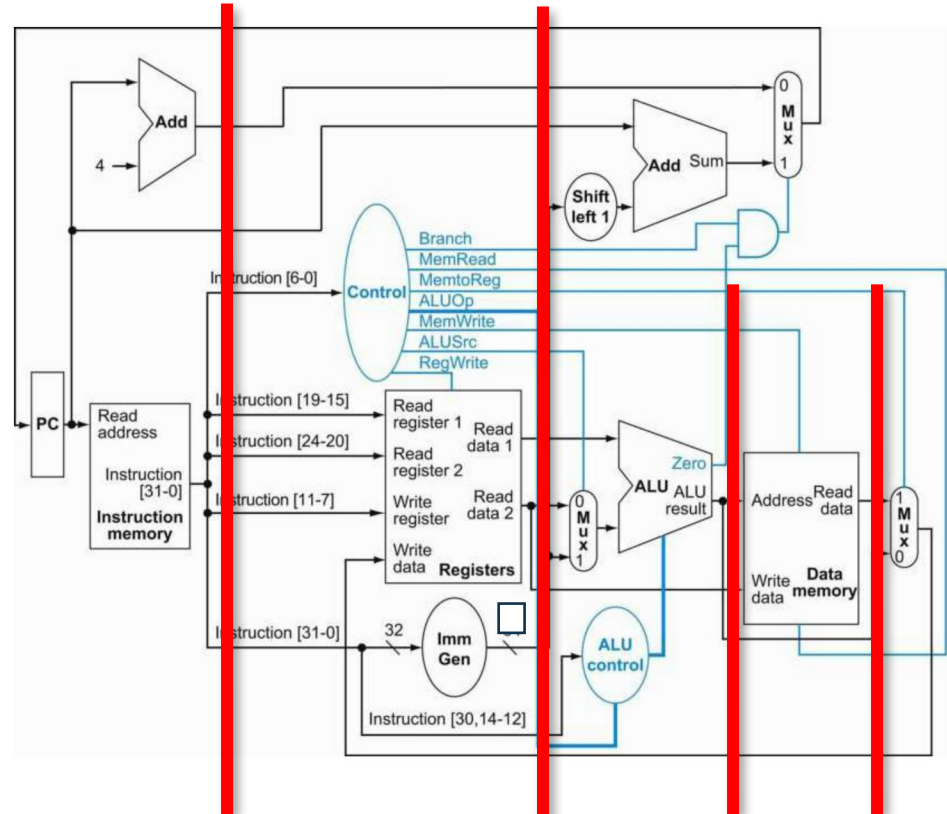 Add
4
0
M
u
x
1
Add Sum
Shift
left 1
Branch
MemRead
MemtoReg
ALUOp
MemWrite
ALUSrc
RegWrite
Control
Instruction [6-0]
PC
Read
address
Instruction
[31-0]
Instruction
memory
Instruction [19-15]
Instruction [24-20]
Instruction [11-7]
Instruction [31-0]
Read
register 1
Read
register 2
Write
register
Write
data
Read
data 1
Read
data 2
Registers
0
M
u
x
1
Zero
ALU
ALU
result
Address
Read
data
Write
data
Data
memory
1
M
u
x
0
32
Imm
Gen
ALU
control
Instruction [30,14-12]